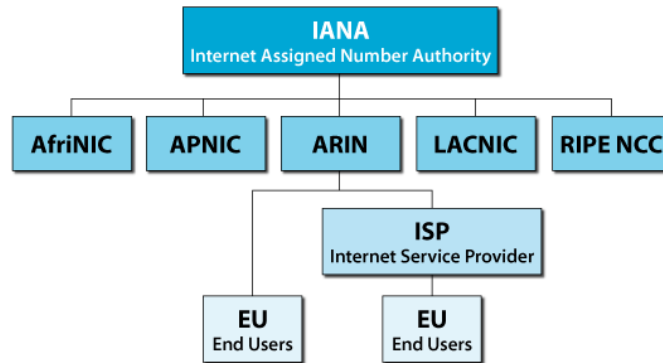 IANA
Internet Assigned Number Authority
AfriNIC
APNIC
ARIN
LACNIC
RIPE NCC
ISP
Internet Service Provider
EU
End Users
EU
End Users